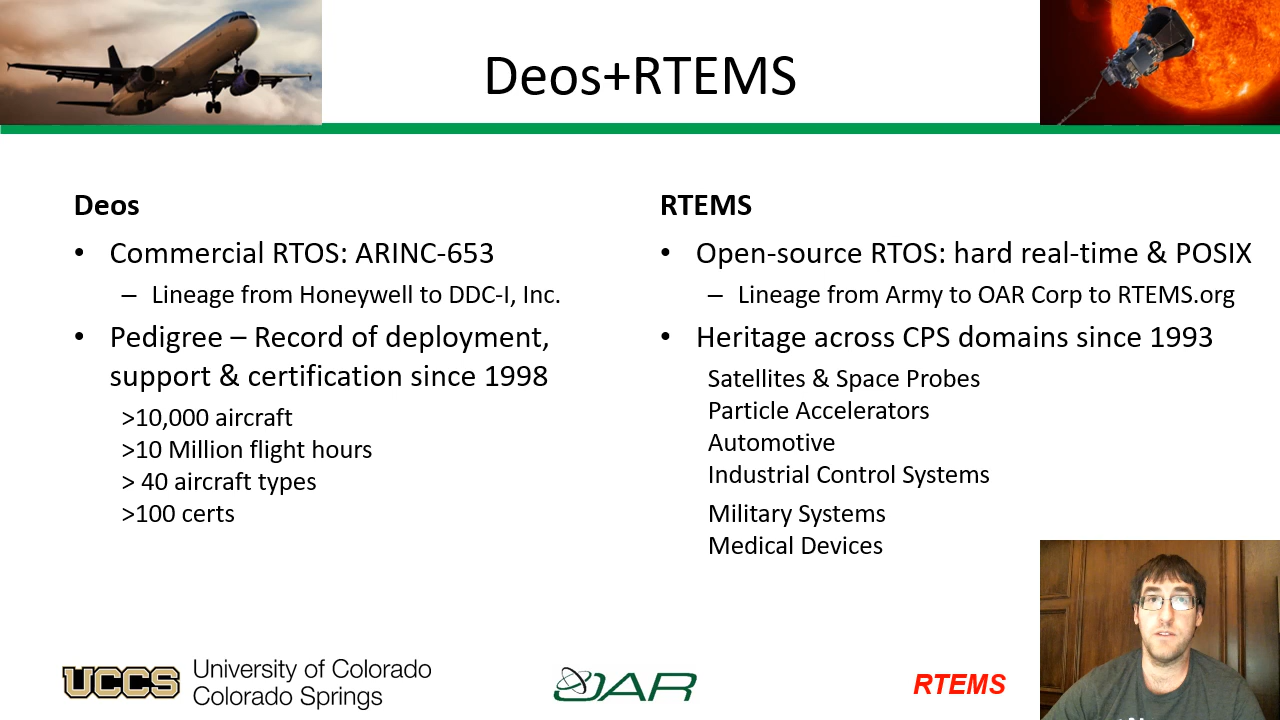 Deos+RTEMS
Deos
• Commercial RTOS: ARINC-653
– Lineage from Honeywell to DDC-I, Inc.
• Pedigree – Record of deployment,
support & certification since 1998
>10,000 aircraft
>10 Million flight hours
> 40 aircraft types
>100 certs
RTEMS
• Open-source RTOS: hard real-time & POSIX
– Lineage from Army to OAR Corp to RTEMS.org
• Heritage across CPS domains since 1993
Satellites & Space Probes
Particle Accelerators
Automotive
Industrial Control Systems
Military Systems
Medical Devices
UCCS
University of Colorado
Colorado Springs
OAR
RTEMS